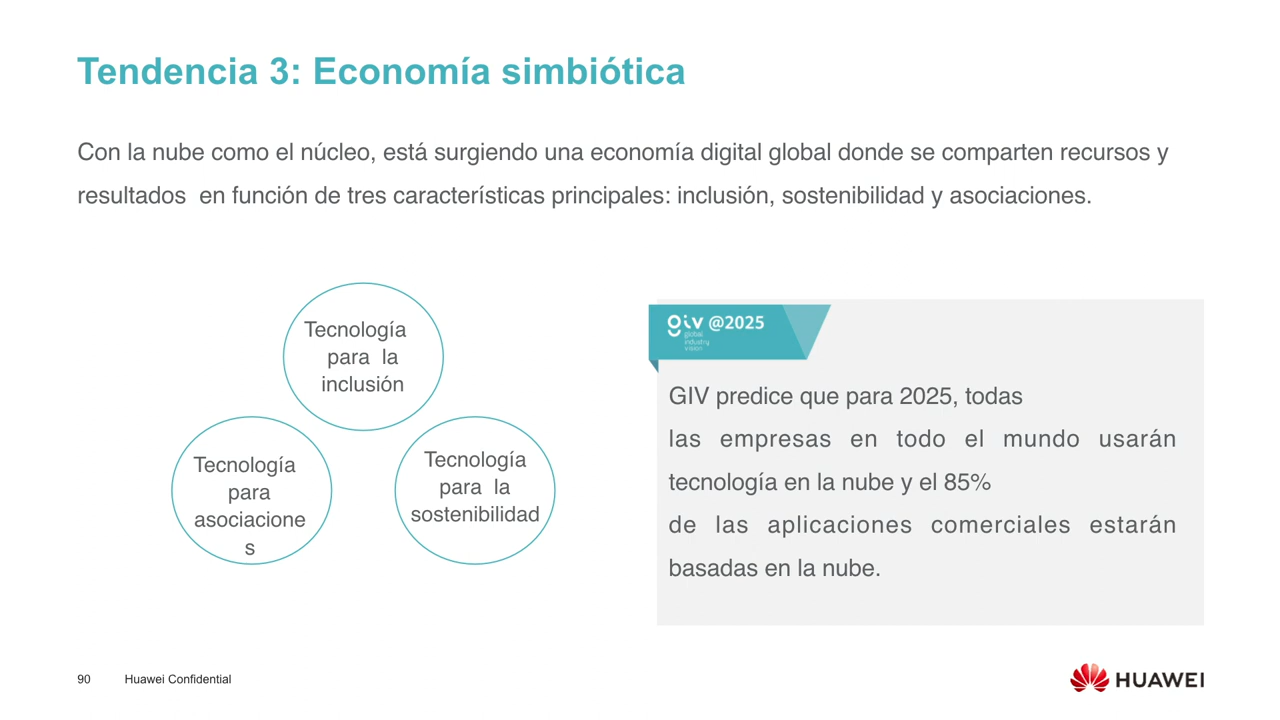 Tendencia 3: Economía simbiótica
Con la nube como el núcleo, está surgiendo una economía digital global donde se comparten recursos y
resultados en función de tres características principales: inclusión, sostenibilidad y asociaciones.
Tecnología
para la
inclusión
Tecnología
para
asociacione
s
Tecnología
para la
sostenibilidad
giv @2025
global
industry
vision
GIV predice que para 2025, todas
las empresas en todo el mundo usarán
tecnología en la nube y el 85%
de las aplicaciones comerciales estarán
basadas en la nube.
90 Huawei Confidential
HUAWEI